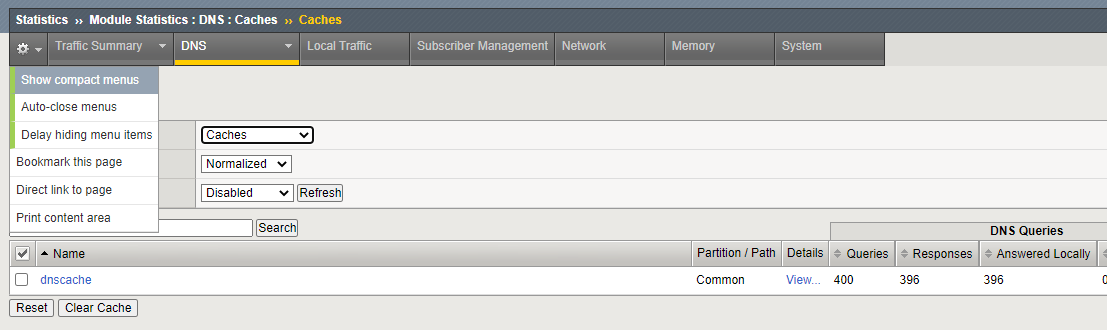 Statistics ›› Module Statistics : DNS : Caches ›› Caches
Traffic Summary DNS Local Traffic Subscriber Management Network Memory System
Show compact menus
Auto-close menus
Delay hiding menu items
Bookmark this page
Direct link to page
Print content area
Caches
Normalized
Disabled Refresh
Search
DNS Queries
Name Partition / Path Details Queries Responses Answered Locally
dnscache Common View... 400 396 396
Reset Clear Cache